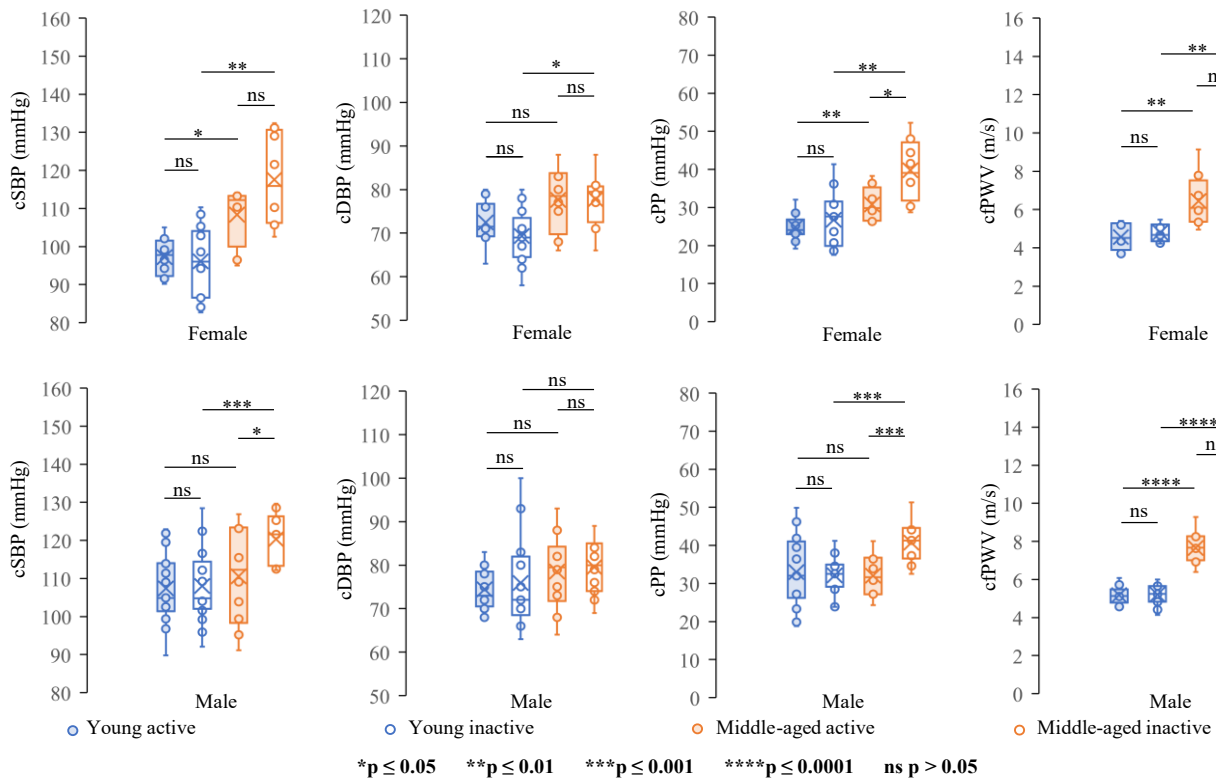 cSBP (mmHg)
160
150
140
130
120
110
100
90
80
**
ns
*
ns
Female
cDBP (mmHg)
120
110
100
90
80
70
60
50
*
ns
ns
ns
Female
cPP (mmHg)
80
70
60
50
40
30
20
10
0
**
*
**
ns
Female
cfPWV (m/s)
16
14
12
10
8
6
4
2
0
**
n
**
ns
Female
cSBP (mmHg)
160
150
140
130
120
110
100
90
80
***
*
ns
ns
Male
cDBP (mmHg)
120
110
100
90
80
70
60
50
ns
ns
ns
ns
Male
cPP (mmHg)
80
70
60
50
40
30
20
10
0
***
***
ns
ns
Male
cfPWV (m/s)
16
14
12
10
8
6
4
2
0
****
n
****
ns
Male
Young active
Young inactive
Middle-aged active
Middle-aged inactive
*p ≤ 0.05 **p ≤ 0.01 ***p ≤ 0.001 ****p ≤ 0.0001 ns p > 0.05